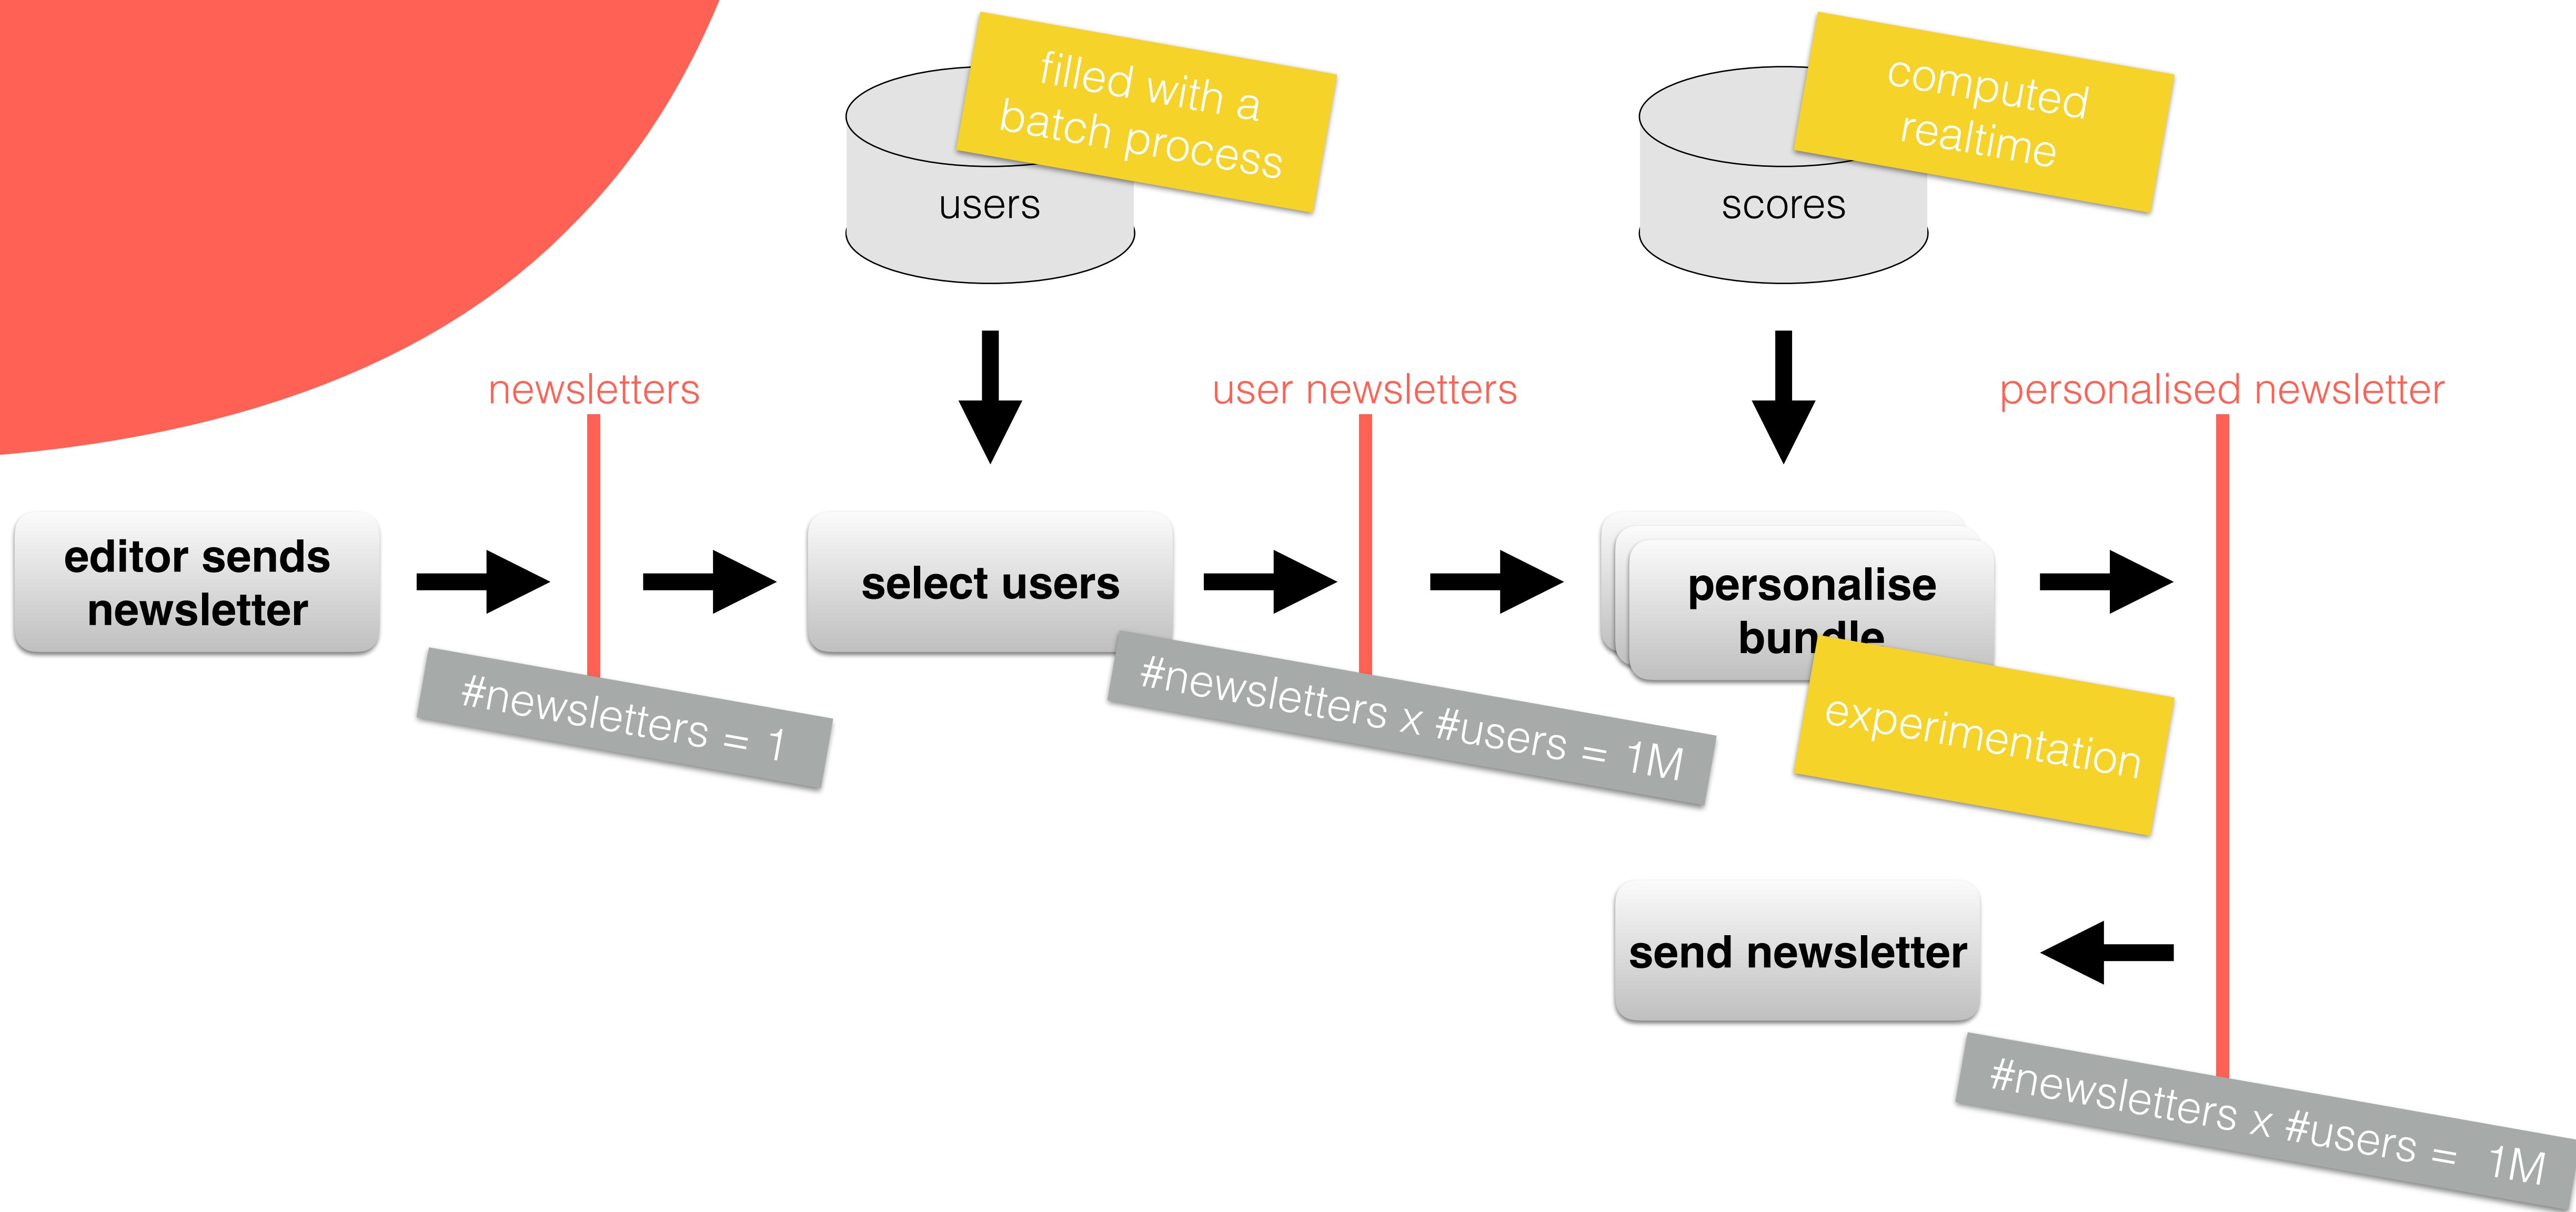 filled with a
batch process
users
computed
realtime
scores
newsletters
user newsletters
personalised newsletter
editor sends
newsletter
select users
personalise
bundle
#newsletters = 1
#newsletters x #users = 1M
experimentation
send newsletter
#newsletters x #users = 1M